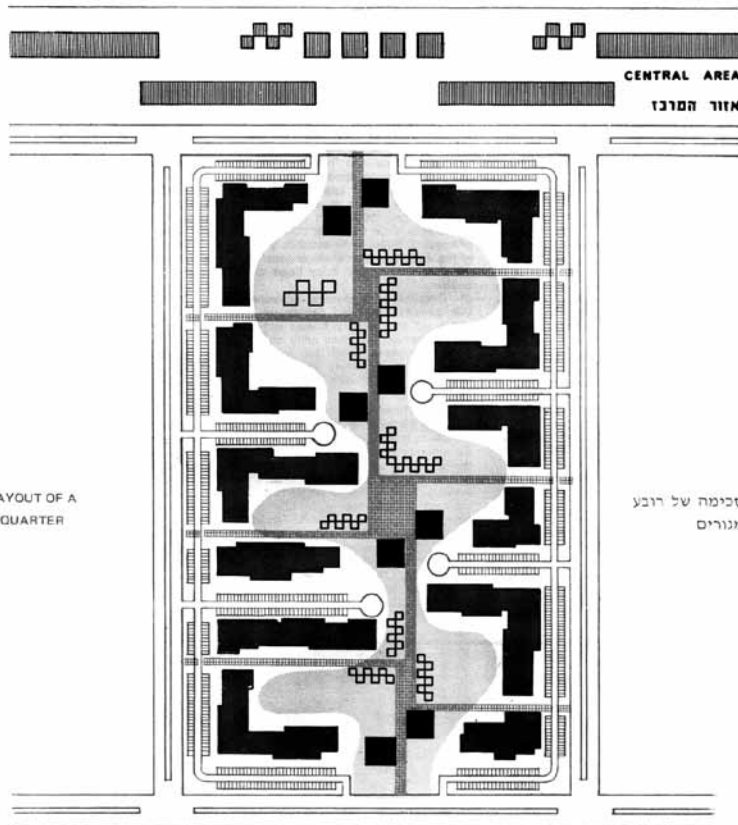 CENTRAL AREA
אזור המרכז
AYOUT OF A
QUARTER
סכימה של רובע
מגורים